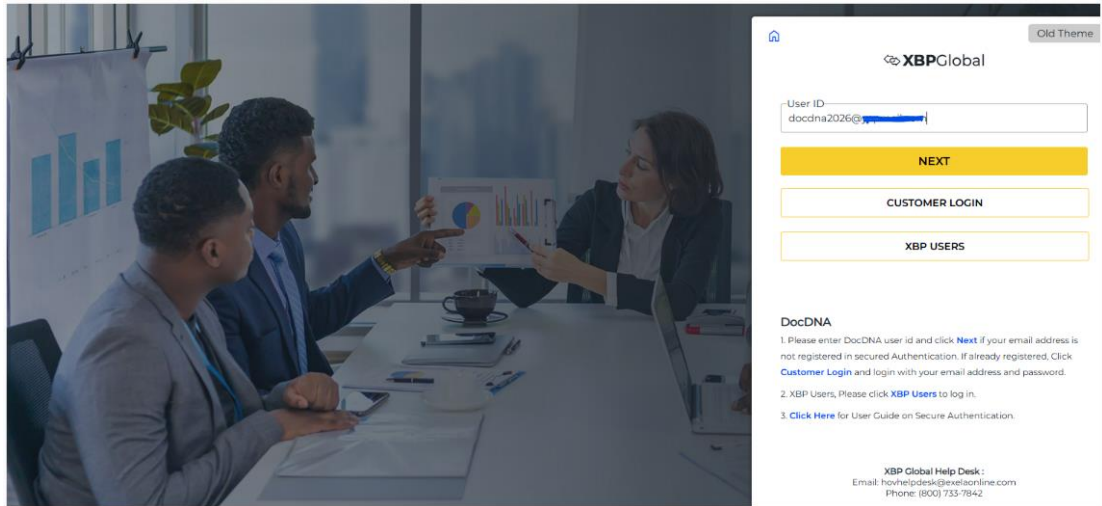 Old Theme
XBPGlobal
User ID
docdna2026@
NEXT
CUSTOMER LOGIN
XBP USERS
DocDNA
1. Please enter DocDNA user id and click Next if your email address is
not registered in secured Authentication. If already registered, Click
Customer Login and login with your email address and password.
2. XBP Users, Please click XBP Users to log in.
3. Click Here for User Guide on Secure Authentication.
XBP Global Help Desk :
Email: hovhelpdesk@exelaonline.com
Phone: (800) 733-7842